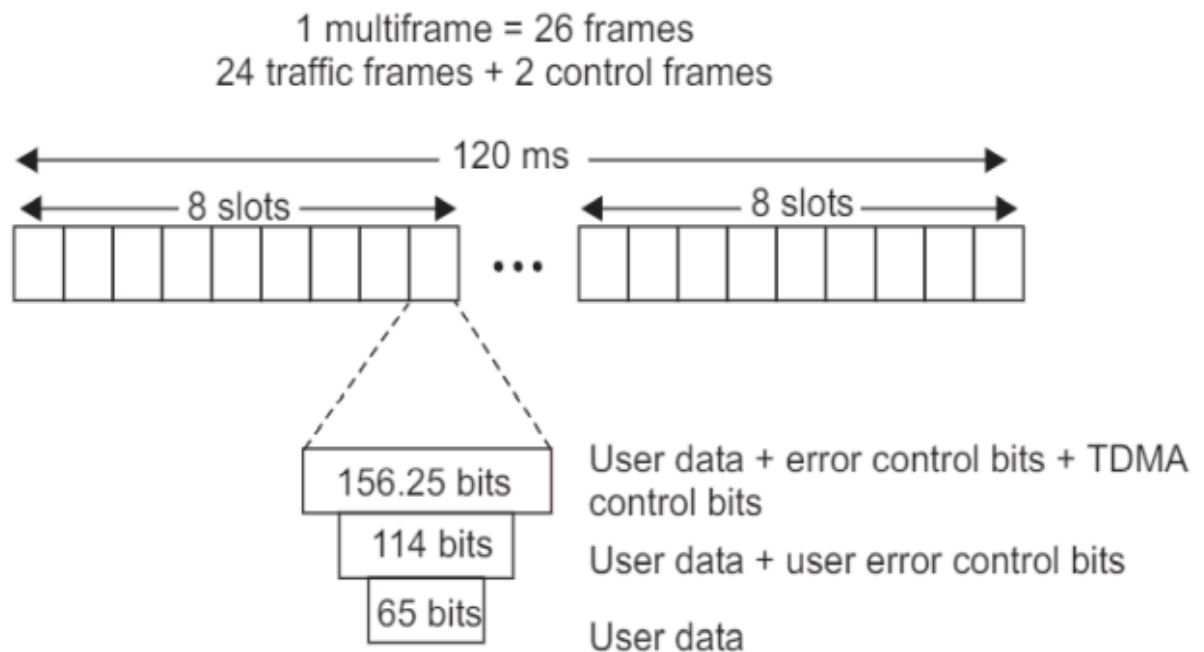 1 multiframe = 26 frames
24 traffic frames + 2 control frames
120 ms
8 slots
8 slots
156.25 bits
User data + error control bits + TDMA
control bits
114 bits
User data + user error control bits
65 bits
User data